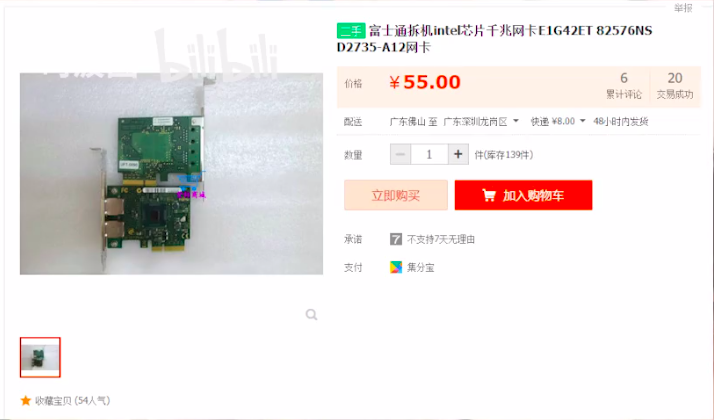 举报
bilibili
二手 富士通拆机intel芯片千兆网卡E1G42ET 82576NS
D2735-A12网卡
价格
¥55.00
6
累计评论
20
交易成功
配送
广东佛山 至 广东深圳龙岗区
快递 ¥8.00
48小时内发货
数量
− 1 +
件(库存139件)
立即购买
加入购物车
承诺
7 不支持7天无理由
支付
集分宝
收藏宝贝 (54人气)